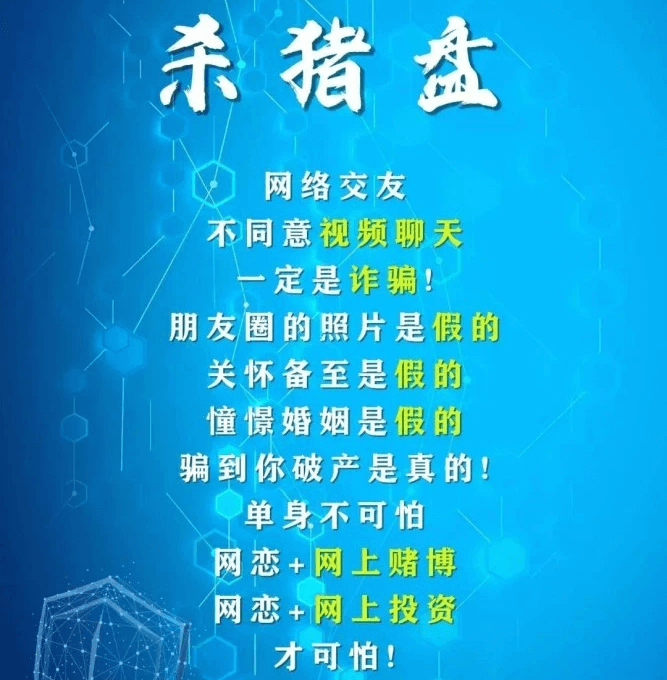 杀猪盘
网络交友
不同意视频聊天
一定是诈骗!
朋友圈的照片是假的
关怀备至是假的
憧憬婚姻是假的
骗到你破产是真的!
单身不可怕
网恋+网上赌博
网恋+网上投资
才可怕!